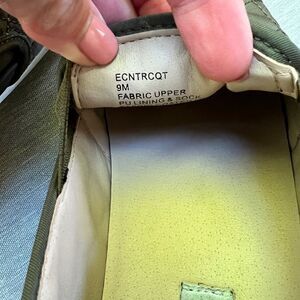 ECNTRCQT
9M
FABRIC UPPER
PU LINING & SOCK